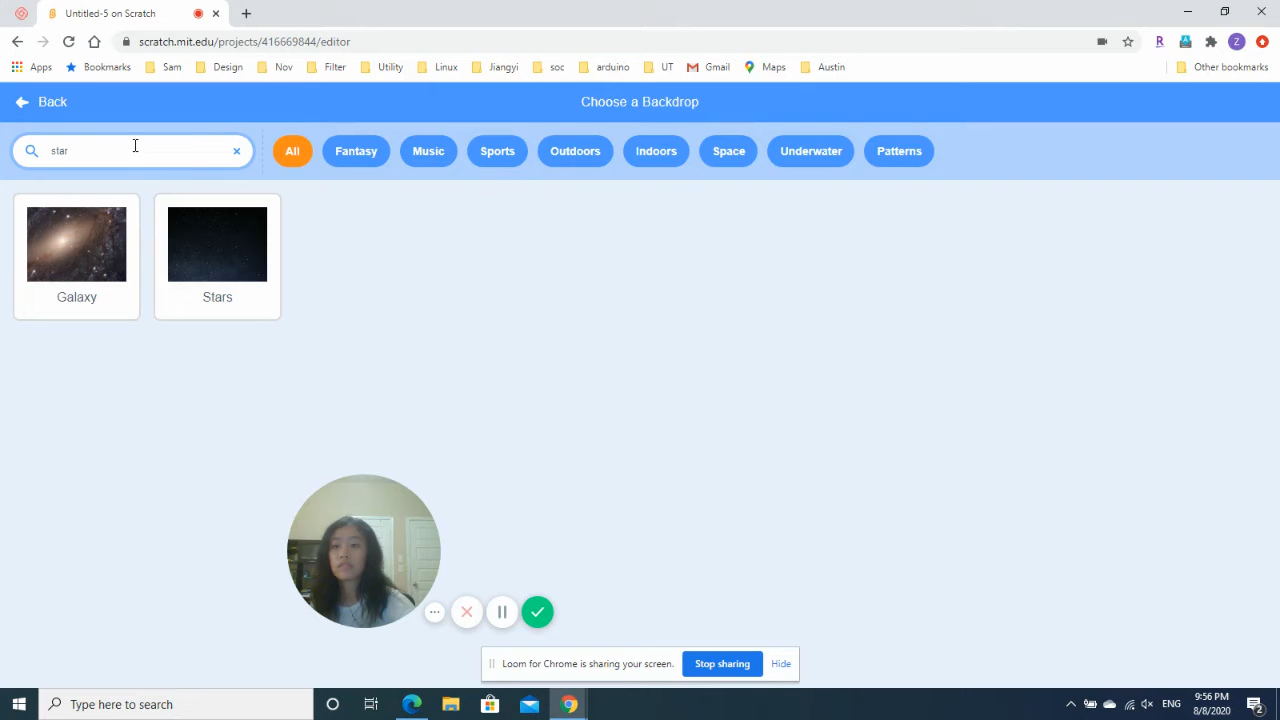 Untitled-5 on Scratch
scratch.mit.edu/projects/416669844/editor
Apps Bookmarks Sam Design Nov Filter Utility Linux Jiangyi soc arduino UT Gmail Maps Austin Other bookmarks
Back
Choose a Backdrop
star
All Fantasy Music Sports Outdoors Indoors Space Underwater Patterns
Galaxy
Stars
Loom for Chrome is sharing your screen. Stop sharing Hide
Type here to search
ENG
9:56 PM
8/8/2020
2